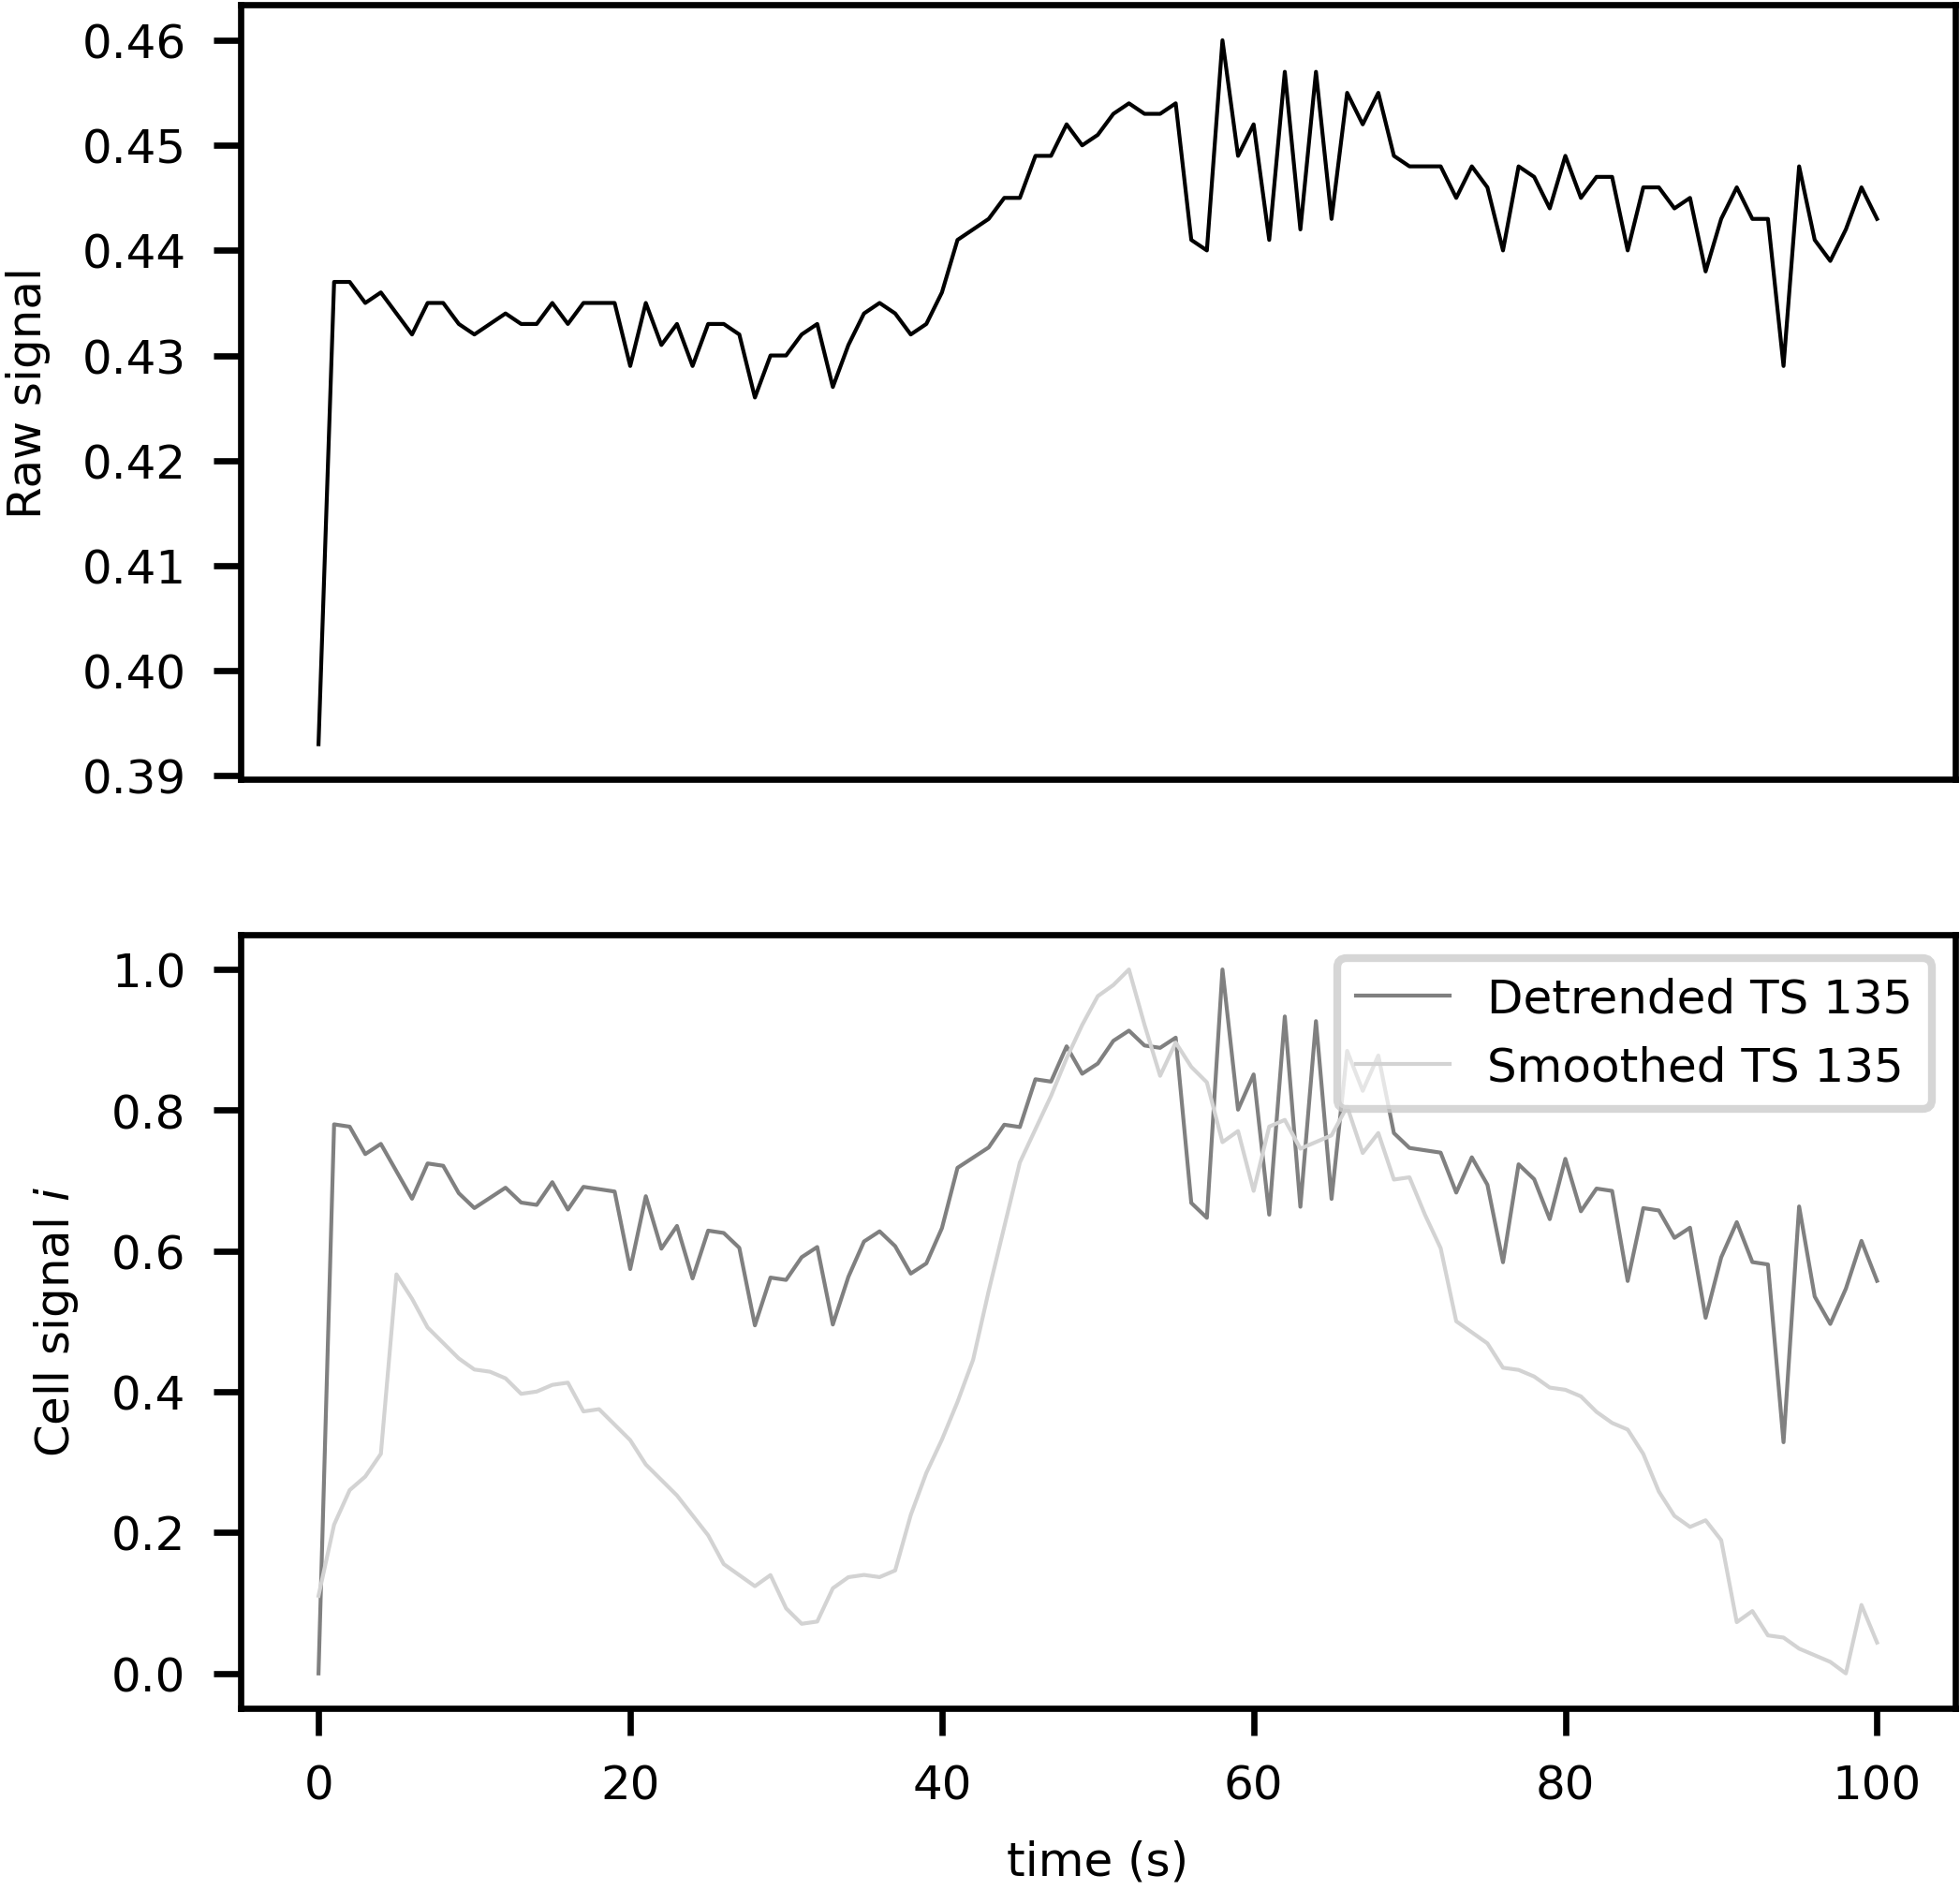 0.46
0.45
0.44
0.43
0.42
0.41
0.40
0.39
Raw signal
1.0
0.8
0.6
0.4
0.2
0.0
Cell signal i
Detrended TS 135
Smoothed TS 135
0 20 40 60 80 100
time (s)